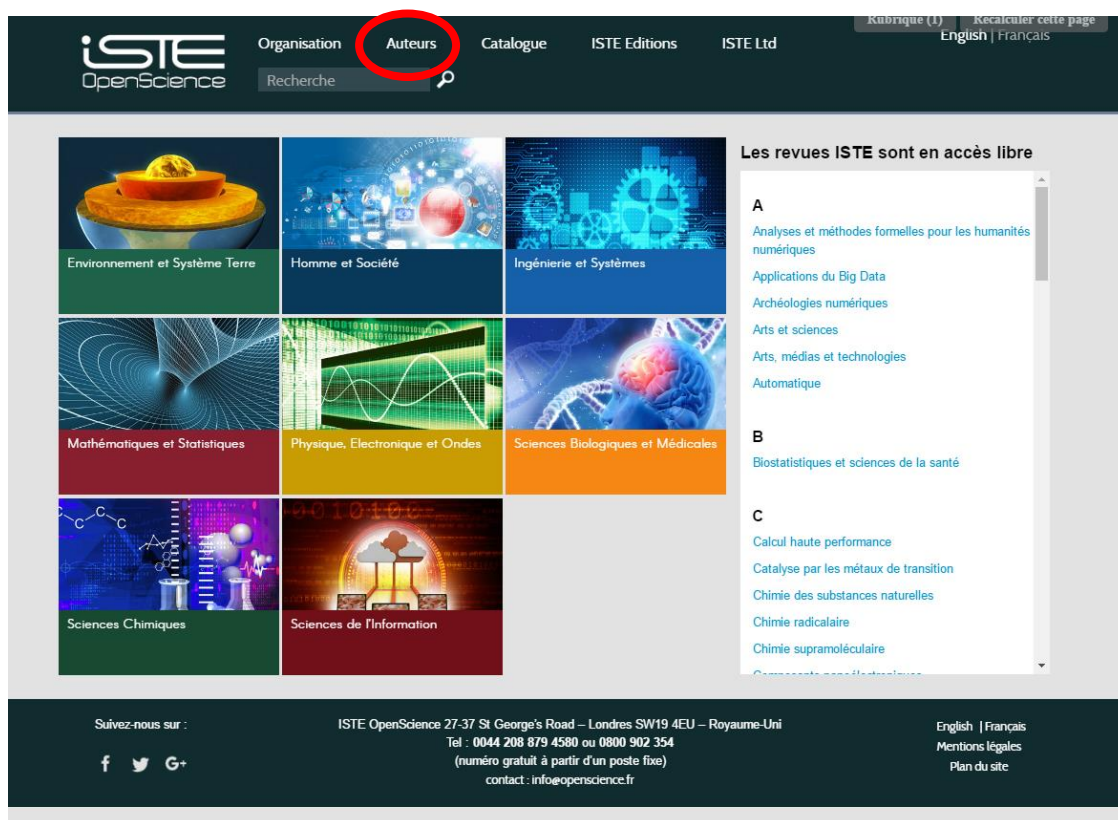 Rubrique (1) Recalculer cette page
iSTE
OpenScience
Organisation Auteurs Catalogue ISTE Editions ISTE Ltd
English | Français
Recherche
Environnement et Système Terre
Homme et Société
Ingénierie et Systèmes
Mathématiques et Statistiques
Physique, Electronique et Ondes
Sciences Biologiques et Médicales
Sciences Chimiques
Sciences de l'Information
Les revues ISTE sont en accès libre
A
Analyses et méthodes formelles pour les humanités
numériques
Applications du Big Data
Archéologies numériques
Arts et sciences
Arts, médias et technologies
Automatique
B
Biostatistiques et sciences de la santé
C
Calcul haute performance
Catalyse par les métaux de transition
Chimie des substances naturelles
Chimie radicalaire
Chimie supramoléculaire
Suivez-nous sur :
f G+
ISTE OpenScience 27-37 St George's Road – Londres SW19 4EU – Royaume-Uni
Tel : 0044 208 879 4580 ou 0800 902 354
(numéro gratuit à partir d'un poste fixe)
contact : info@openscience.fr
English | Français
Mentions légales
Plan du site